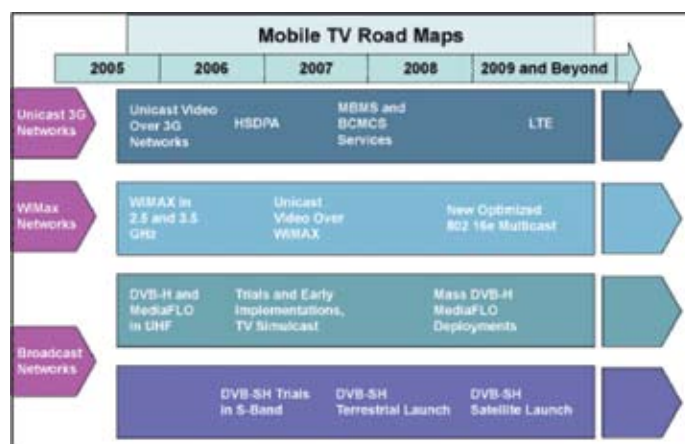 Mobile TV Road Maps
2005
2006
2007
2008
2009 and Beyond
Unicast 3G
Networks
Unicast Video
Over 3G
Networks
HSDPA
MBMS and
BCMCS
Services
LTE
WiMax
Networks
WiMAX in
2.5 and 3.5
GHz
Unicast
Video Over
WiMAX
New Optimized
802 16e Multicast
Broadcast
Networks
DVB-H and
MediaFLO
in UHF
Trials and Early
Implementations,
TV Simulcast
Mass DVB-H
MediaFLO
Deployments
DVB-SH Trials
in S-Band
DVB-SH
Terrestrial Launch
DVB-SH
Satellite Launch